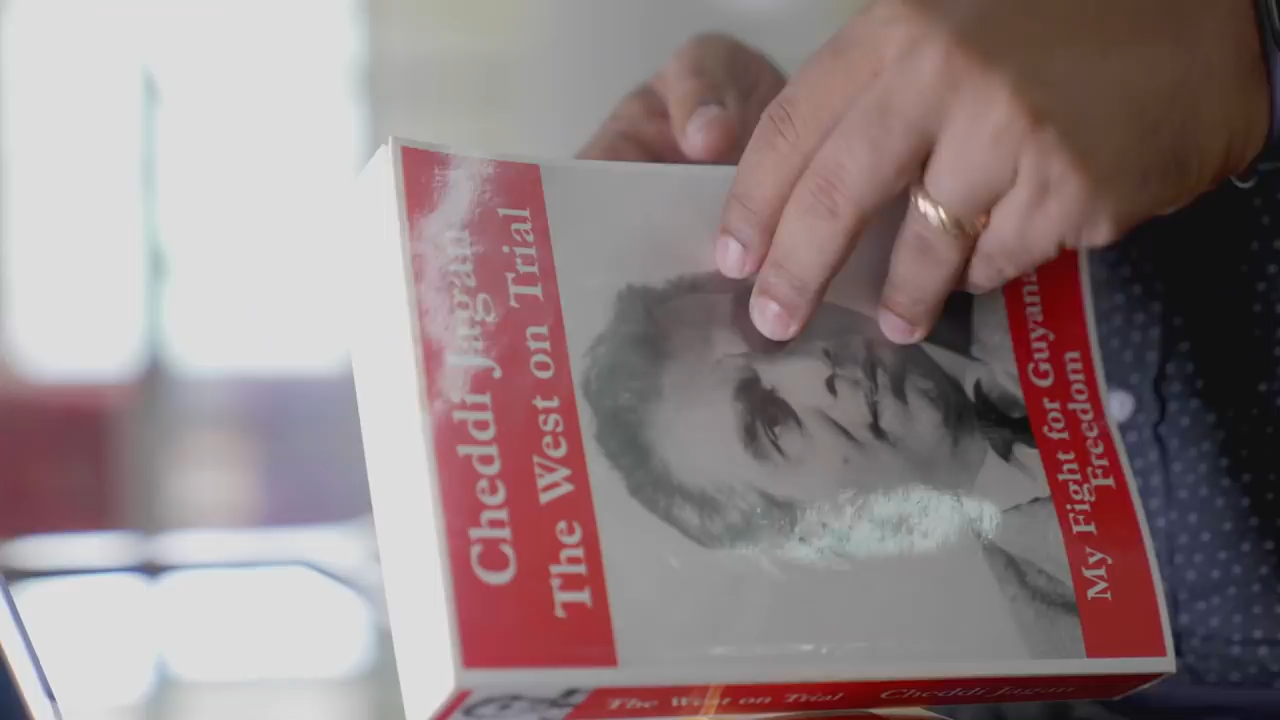 Cheddi Jagan
The West on Trial
My Fight for Guyana's
Freedom
The West on Trial Cheddi Jagan